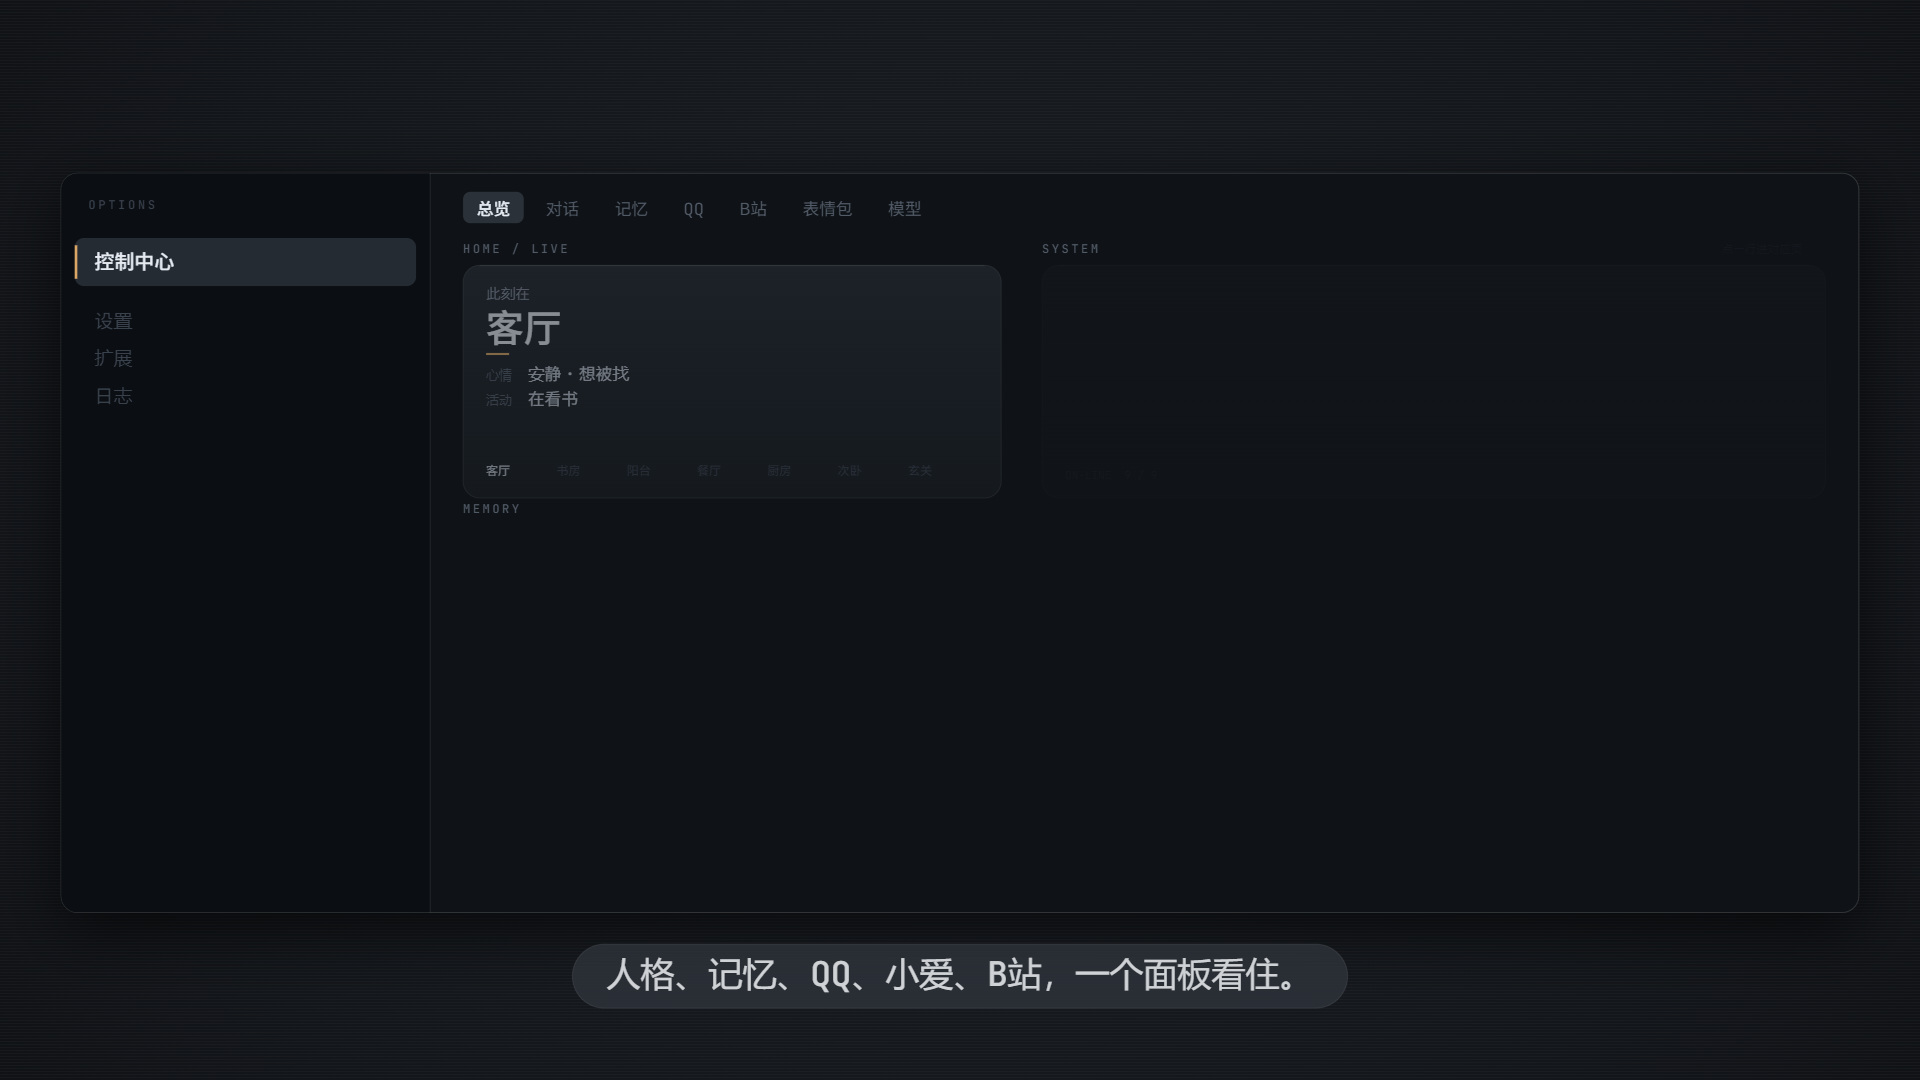 OPTIONS
控制中心
设置
扩展
日志
总览 对话 记忆 QQ B站 表情包 模型
HOME / LIVE
此刻在
客厅
心情 安静·想被找
活动 在看书
客厅 书房 阳台 餐厅 厨房 次卧 玄关
SYSTEM
MEMORY
人格、记忆、QQ、小爱、B站，一个面板看住。